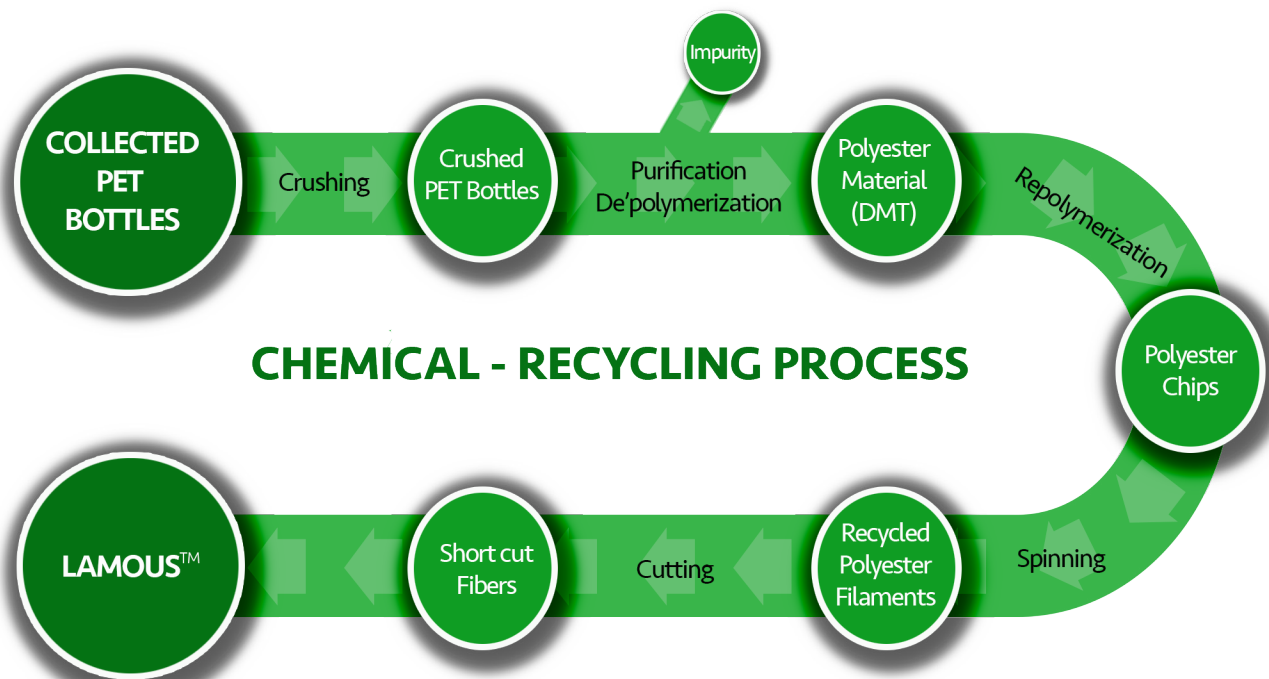 Impurity
COLLECTED
PET
BOTTLES
Crushing
Crushed
PET Bottles
Purification
De'polymerization
Polyester
Material
(DMT)
Repolymerization
Polyester
Chips
CHEMICAL - RECYCLING PROCESS
Spinning
Recycled
Polyester
Filaments
Cutting
Short cut
Fibers
LAMOUS™